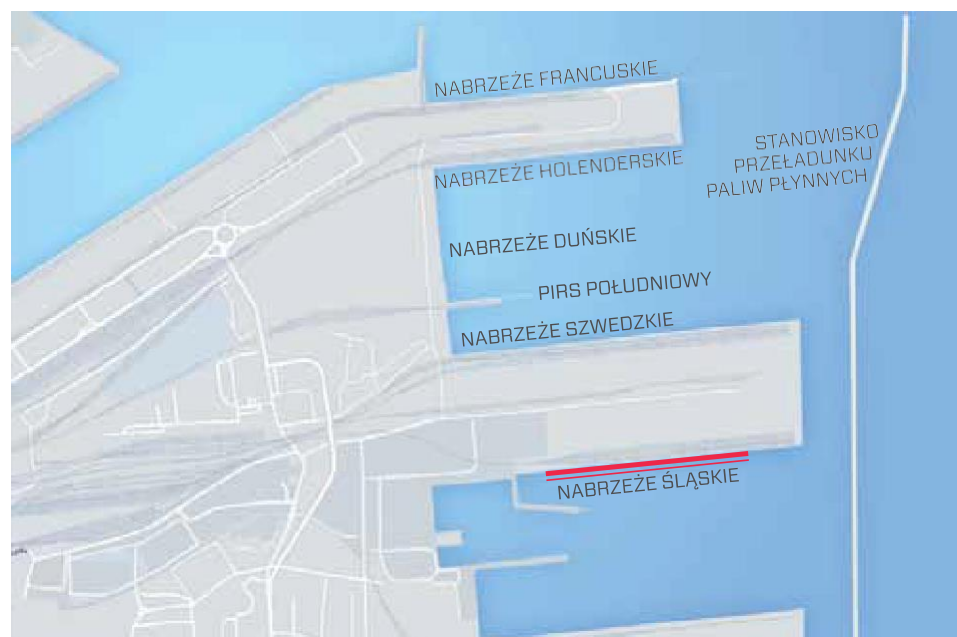 NABRZEŻE FRANCUSKIE
STANOWISKO
PRZEŁADUNKU
PALIW PŁYNNYCH
NABRZEŻE HOLENDERSKIE
NABRZEŻE DUŃSKIE
PIRS POŁUDNIOWY
NABRZEŻE SZWEDZKIE
NABRZEŻE ŚLĄSKIE